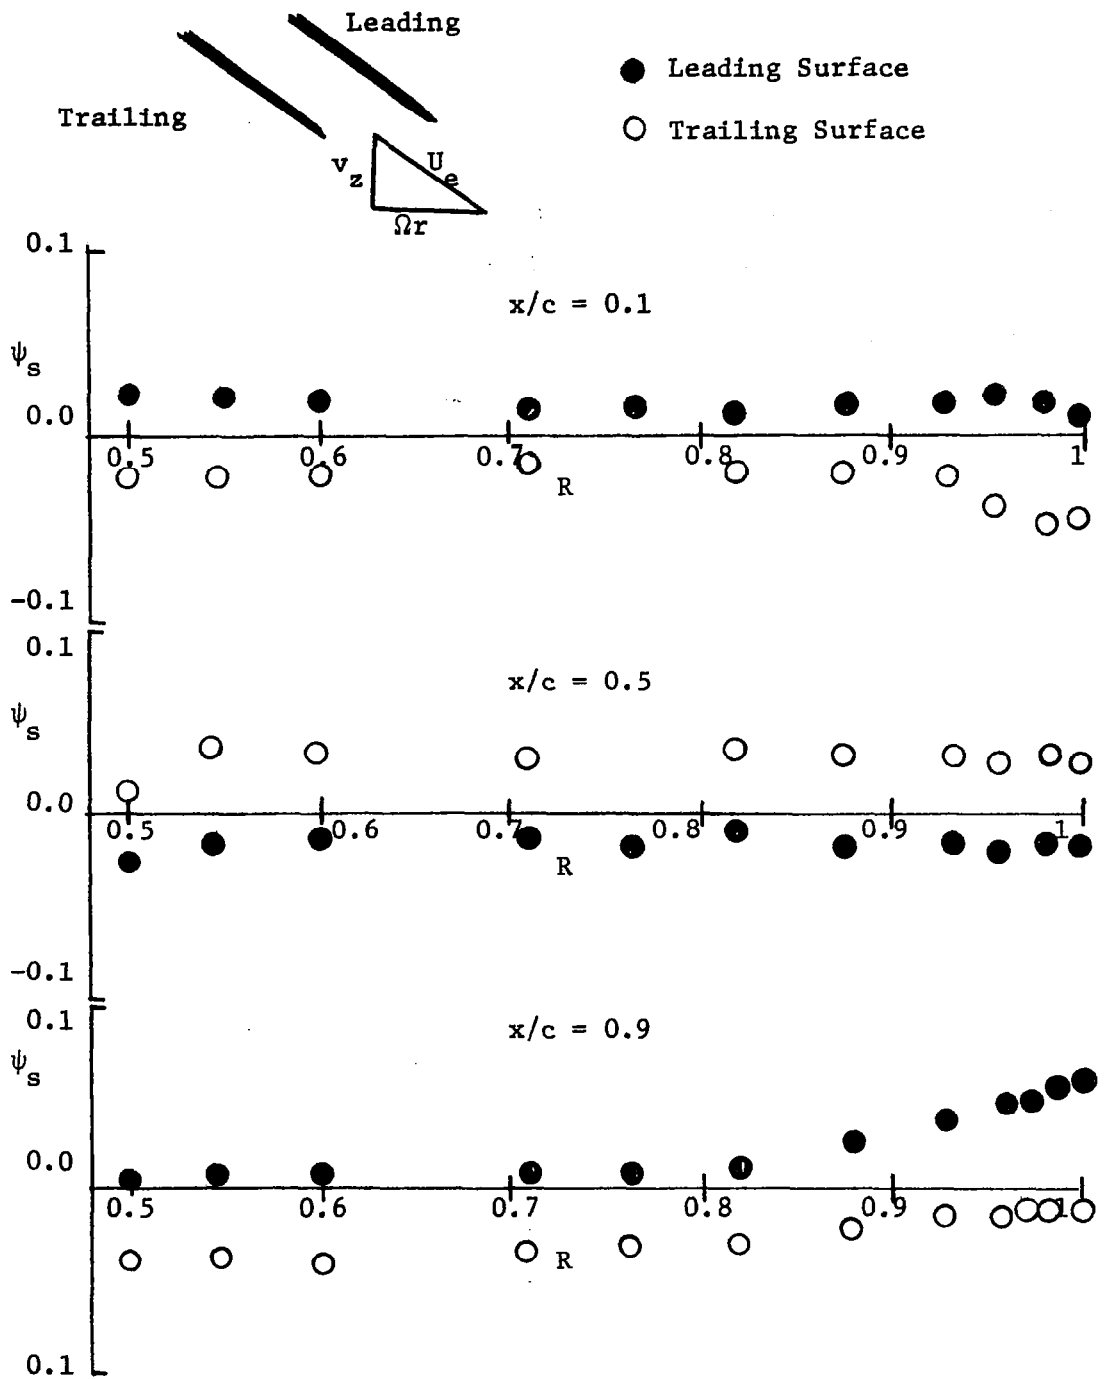 Leading
Leading Surface
Trailing
Trailing Surface
v_z
U_e
Ωr
0.1
x/c = 0.1
ψ_s
0.0
0.5 0.6 0.7 0.8 0.9 1
R
-0.1
0.1
x/c = 0.5
ψ_s
0.0
0.5 0.6 0.7 0.8 0.9 1
R
-0.1
0.1
x/c = 0.9
ψ_s
0.0
0.5 0.6 0.7 0.8 0.9 1
R
0.1